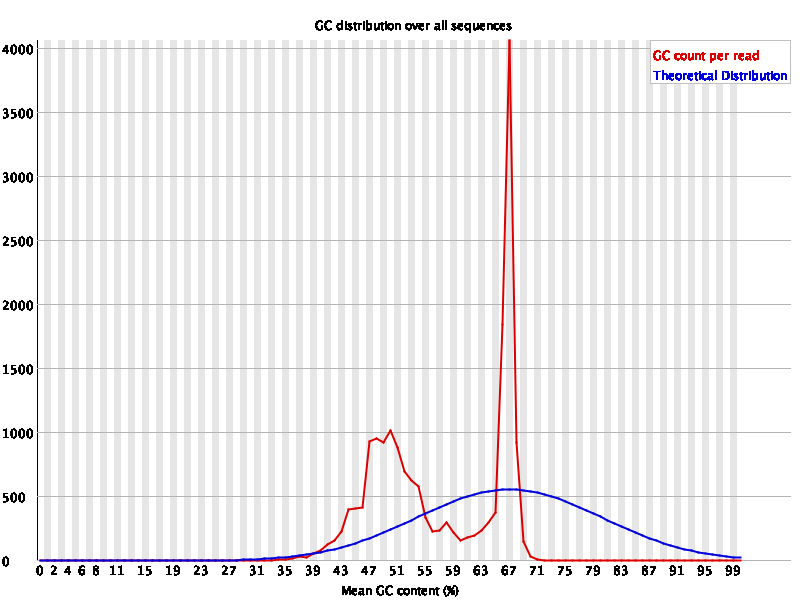 GC distribution over all sequences
GC count per read
Theoretical Distribution
4000
3500
3000
2500
2000
1500
1000
500
0
0 2 4 6 8 11 15 19 23 27 31 35 39 43 47 51 55 59 63 67 71 75 79 83 87 91 95 99
Mean GC content (%)